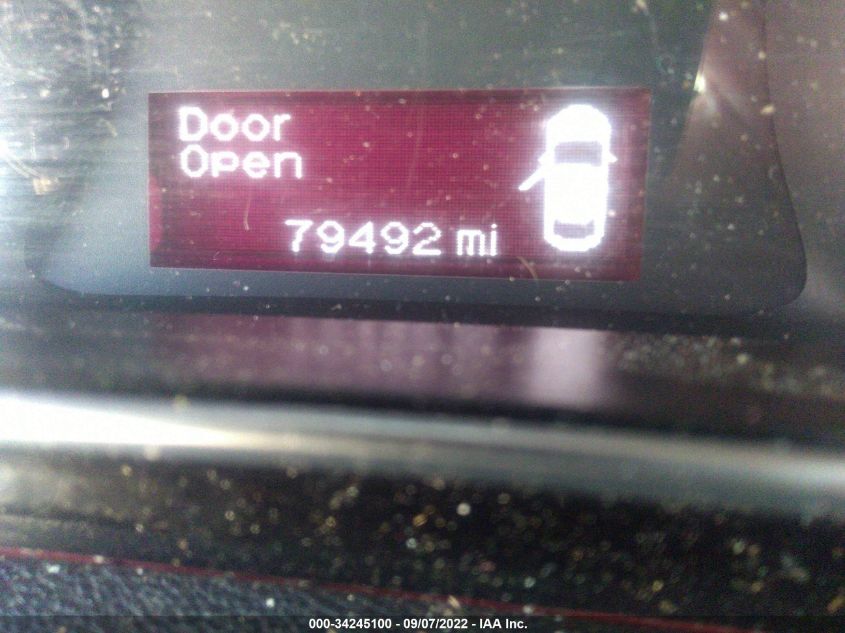 Door
Open
79492 mi
000-34245100 - 09/07/2022 - IAA Inc.